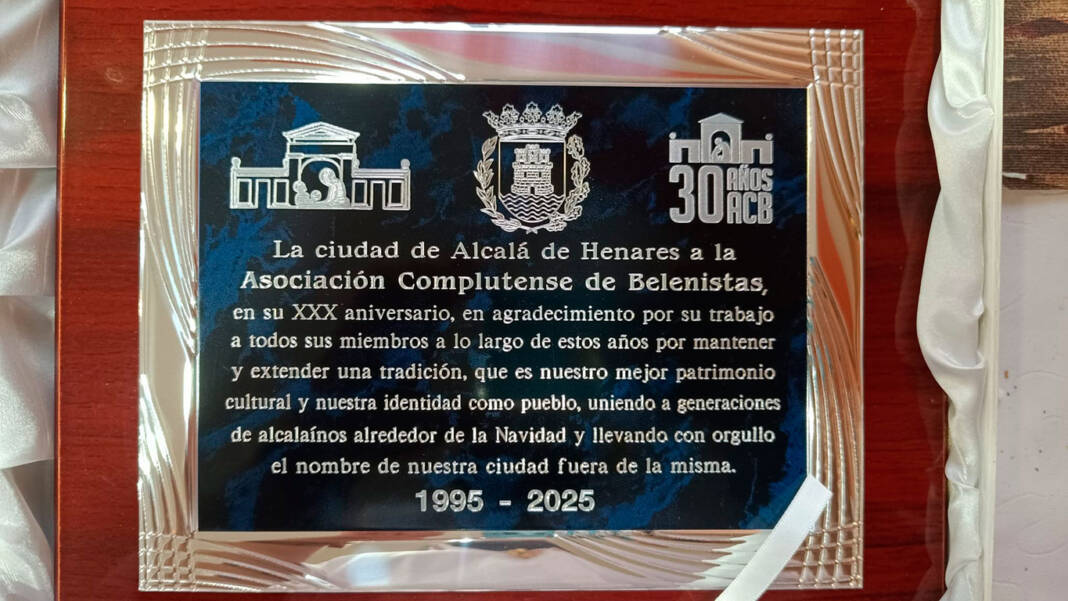 30 AÑOS
ACB
La ciudad de Alcalá de Henares a la
Asociación Complutense de Belenistas,
en su XXX aniversario, en agradecimiento por su trabajo
a todos sus miembros a lo largo de estos años por mantener
y extender una tradición, que es nuestro mejor patrimonio
cultural y nuestra identidad como pueblo, uniendo a generaciones
de alcalaínos alrededor de la Navidad y llevando con orgullo
el nombre de nuestra ciudad fuera de la misma.
1995 - 2025